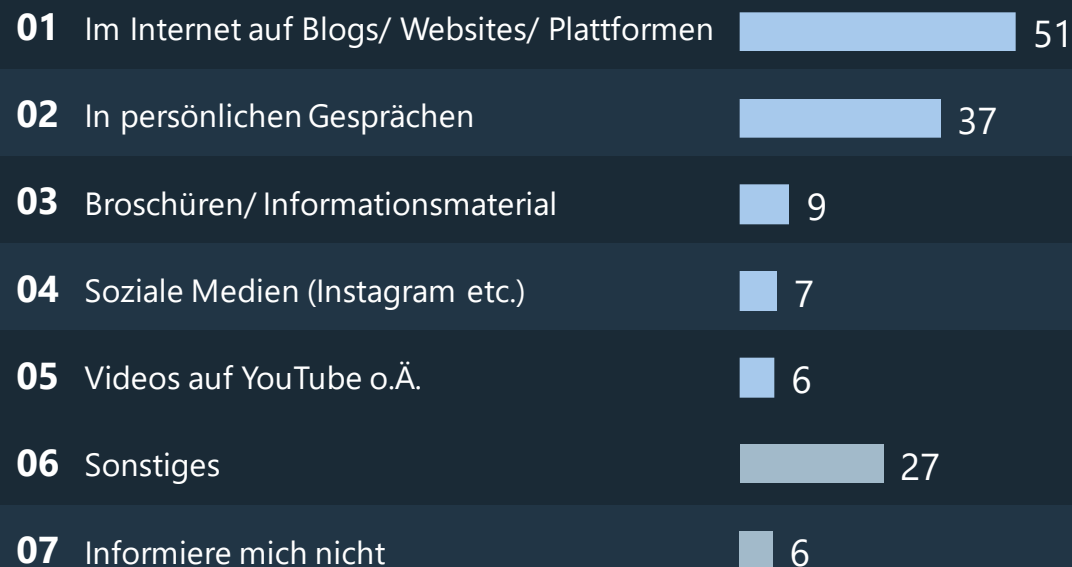 01 Im Internet auf Blogs/ Websites/ Plattformen 51
02 In persönlichen Gesprächen 37
03 Broschüren/ Informationsmaterial 9
04 Soziale Medien (Instagram etc.) 7
05 Videos auf YouTube o.Ä. 6
06 Sonstiges 27
07 Informiere mich nicht 6